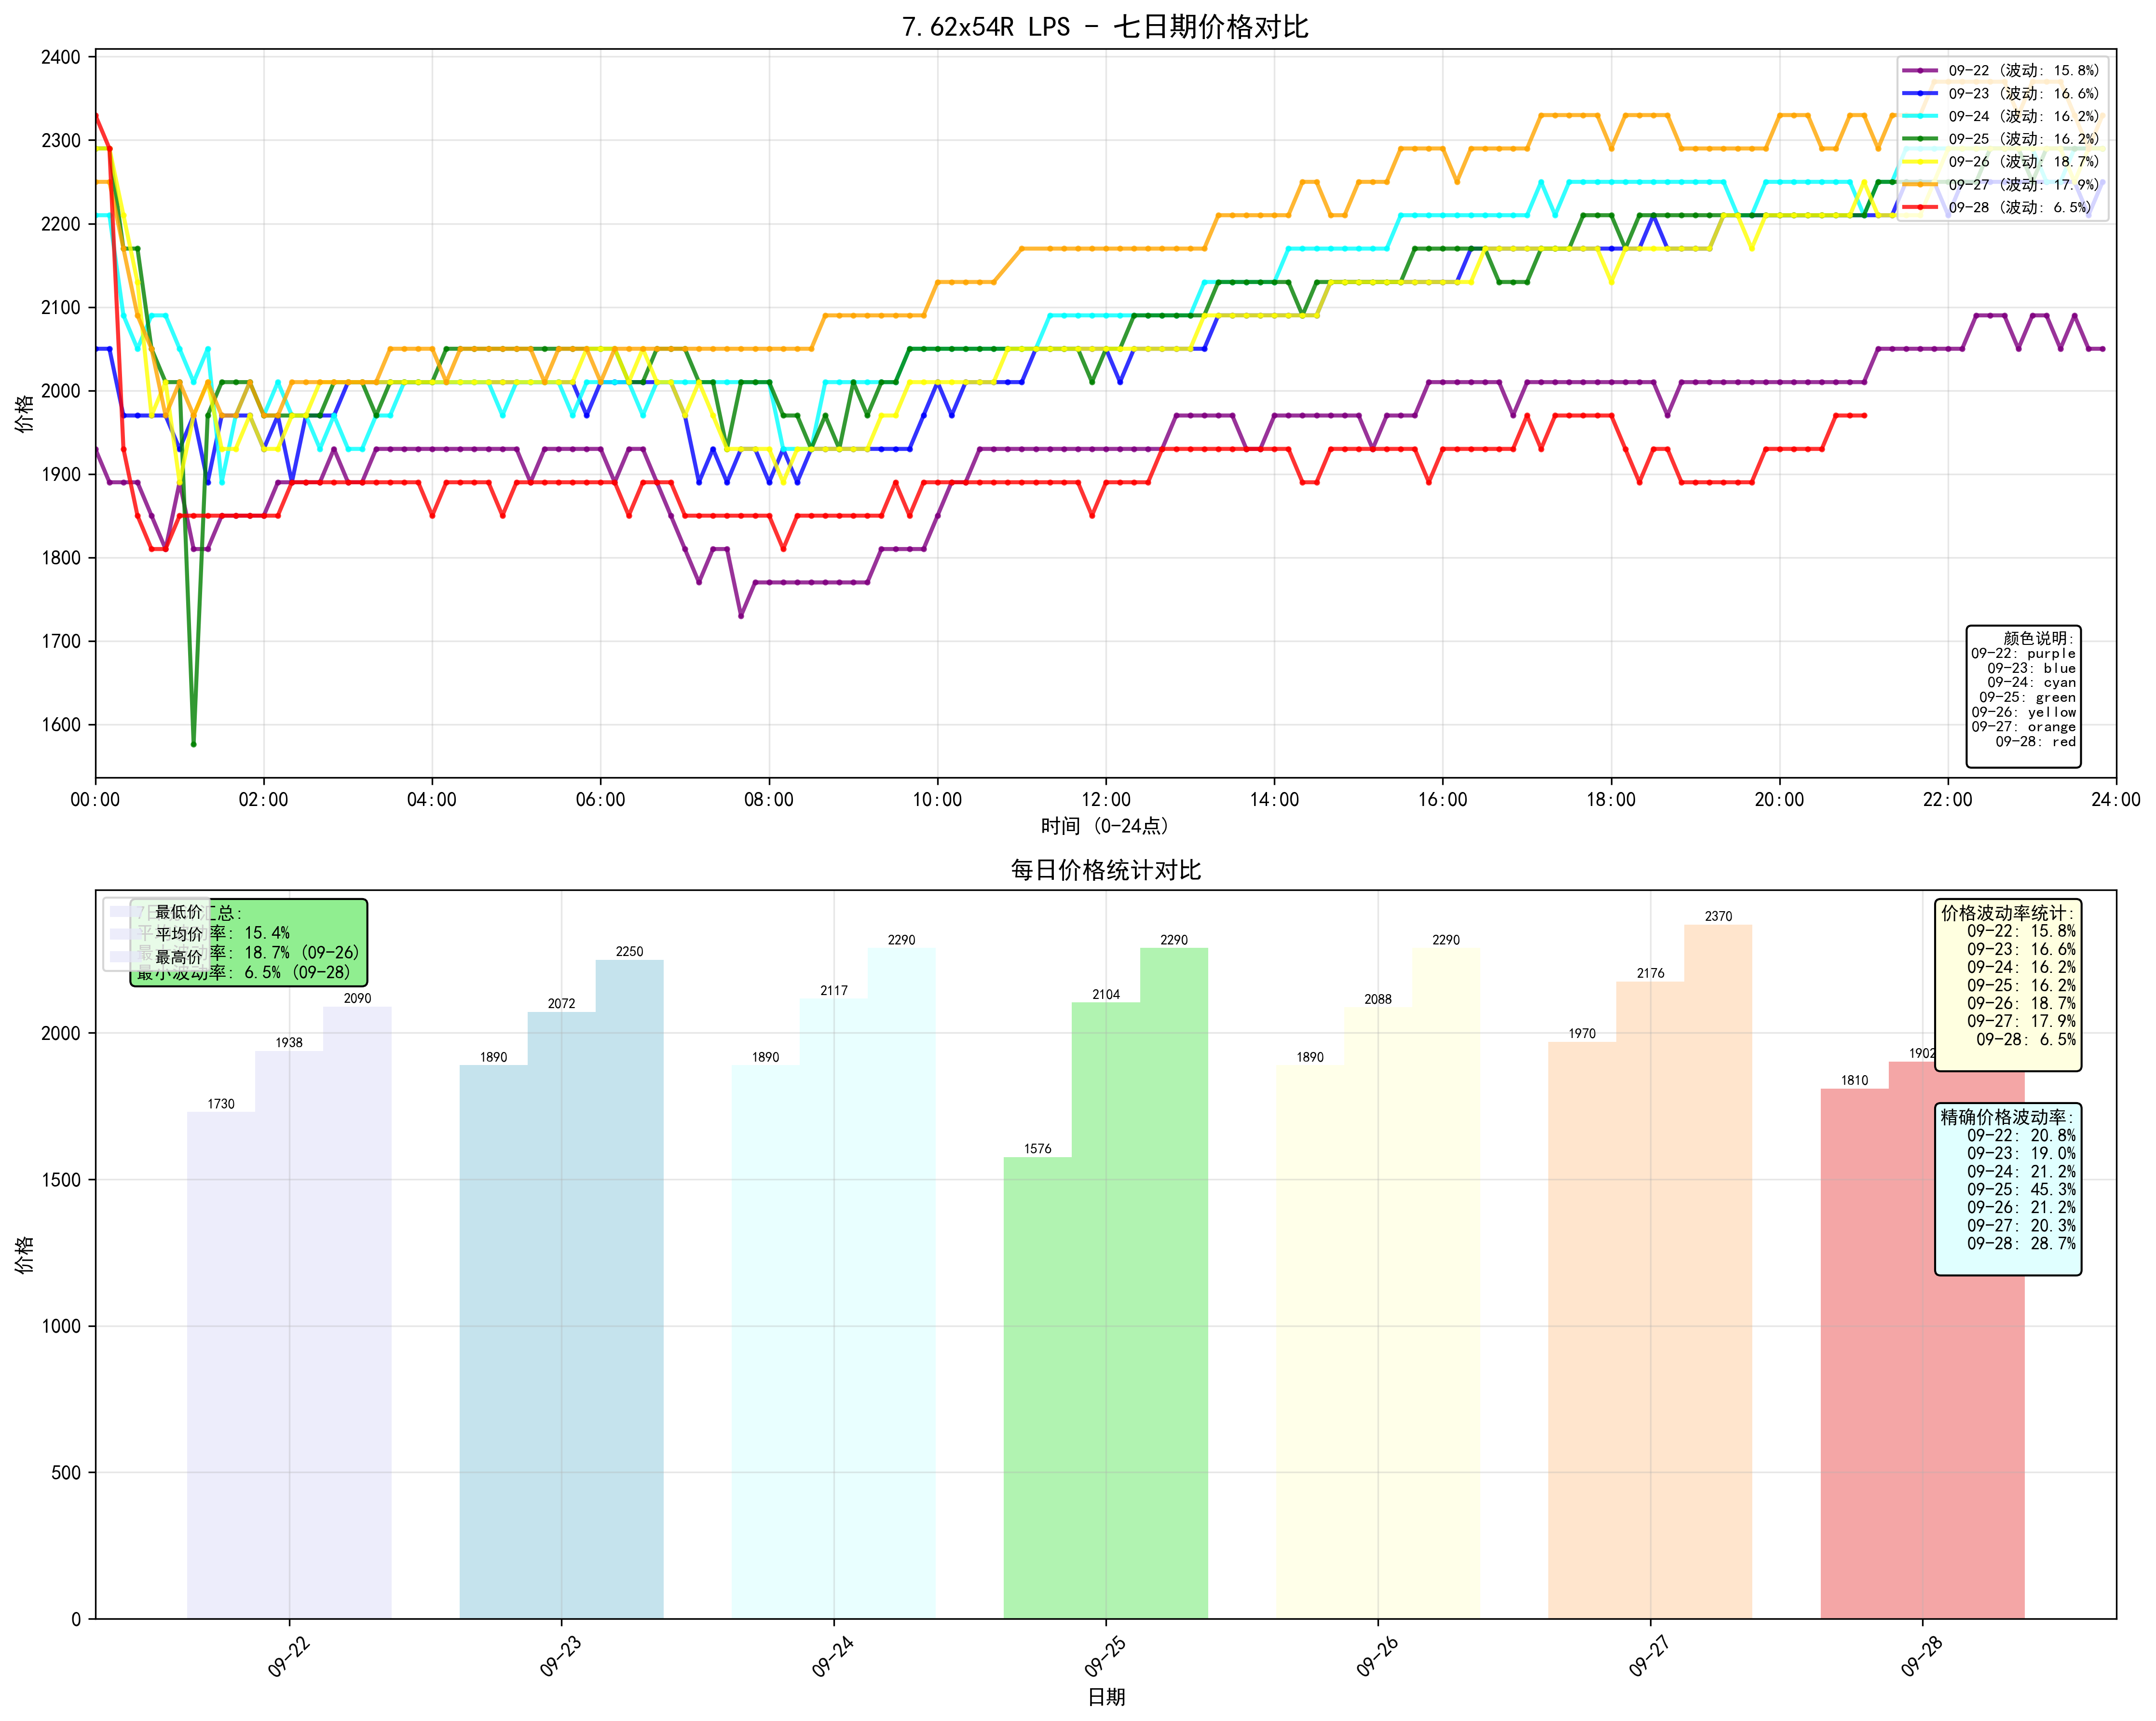 7.62x54R LPS - 七日期价格对比
2400
2300
2200
2100
2000
1900
1800
1700
1600
价格
09-22 (波动: 15.8%)
09-23 (波动: 16.6%)
09-24 (波动: 16.2%)
09-25 (波动: 16.2%)
09-26 (波动: 18.7%)
09-27 (波动: 17.9%)
09-28 (波动: 6.5%)
颜色说明:
09-22: purple
09-23: blue
09-24: cyan
09-25: green
09-26: yellow
09-27: orange
09-28: red
00:00 02:00 04:00 06:00 08:00 10:00 12:00 14:00 16:00 18:00 20:00 22:00 24:00
时间 (0-24点)
每日价格统计对比
最低价
平均价
最高价
7日 汇总:
率: 15.4%
率: 18.7% (09-26)
最小波动率: 6.5% (09-28)
价格波动率统计:
09-22: 15.8%
09-23: 16.6%
09-24: 16.2%
09-25: 16.2%
09-26: 18.7%
09-27: 17.9%
09-28: 6.5%
精确价格波动率:
09-22: 20.8%
09-23: 19.0%
09-24: 21.2%
09-25: 45.3%
09-26: 21.2%
09-27: 20.3%
09-28: 28.7%
1730 1938 2090
1890 2072 2250
1890 2117 2290
1576 2104 2290
1890 2088 2290
1970 2176 2370
1810 1902
2000
1500
1000
500
0
价格
09-22 09-23 09-24 09-25 09-26 09-27 09-28
日期